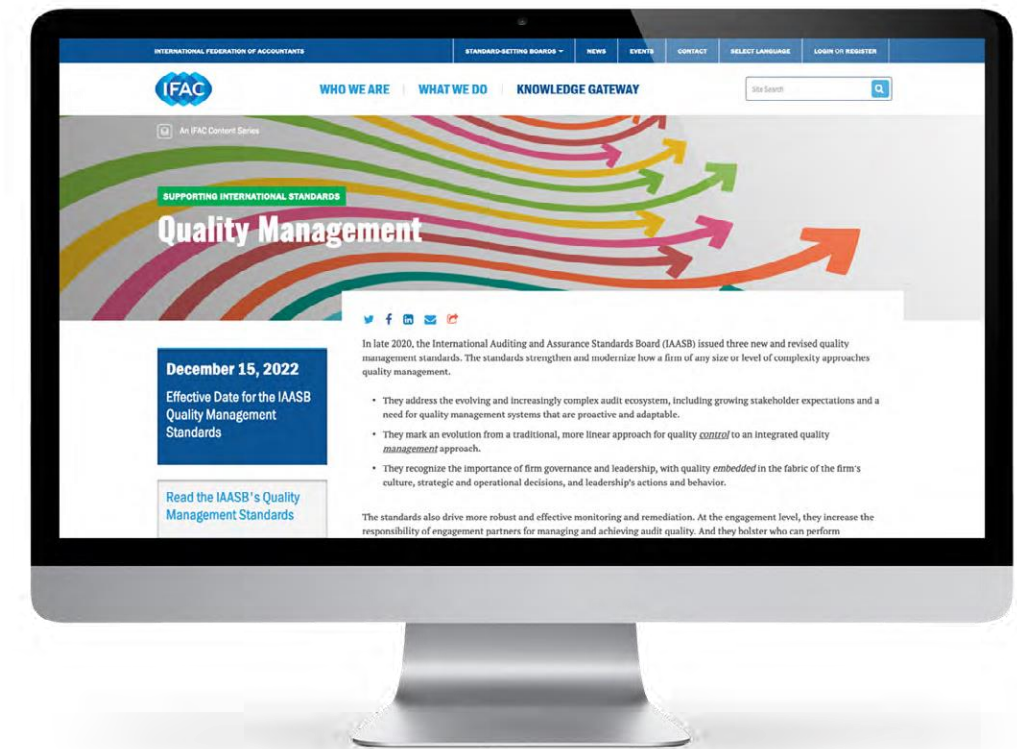 INTERNATIONAL FEDERATION OF ACCOUNTANTS
STANDARD-SETTING BOARDS
NEWS
EVENTS
CONTACT
SELECT LANGUAGE
LOGIN OR REGISTER
IFAC
WHO WE ARE
WHAT WE DO
KNOWLEDGE GATEWAY
Site Search
An IFAC Content Series
SUPPORTING INTERNATIONAL STANDARDS
Quality Management
December 15, 2022
Effective Date for the IAASB
Quality Management
Standards
Read the IAASB's Quality
Management Standards
In late 2020, the International Auditing and Assurance Standards Board (IAASB) issued three new and revised quality
management standards. The standards strengthen and modernize how a firm of any size or level of complexity approaches
quality management.
• They address the evolving and increasingly complex audit ecosystem, including growing stakeholder expectations and a
need for quality management systems that are proactive and adaptable.
• They mark an evolution from a traditional, more linear approach for quality control to an integrated quality
management approach.
• They recognize the importance of firm governance and leadership, with quality embedded in the fabric of the firm's
culture, strategic and operational decisions, and leadership's actions and behavior.
The standards also drive more robust and effective monitoring and remediation. At the engagement level, they increase the
responsibility of engagement partners for managing and achieving audit quality. And they bolster who can perform